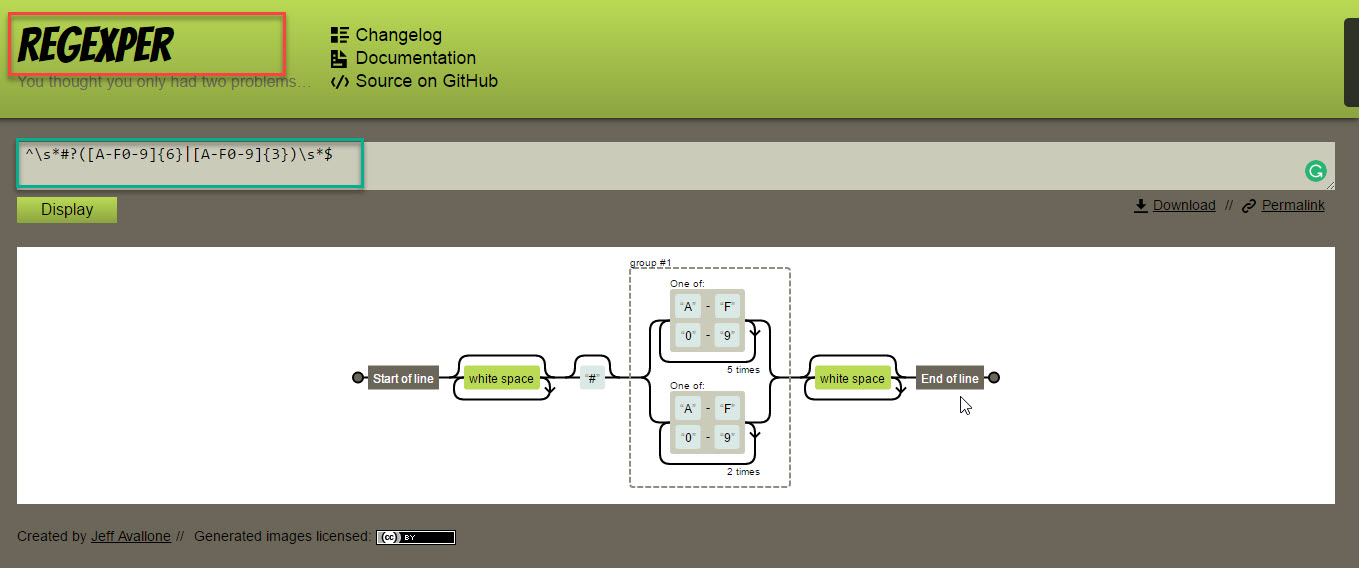 REGEXPER
You thought you only had two problems...
Changelog
Documentation
Source on GitHub
^\s*#?([A-F0-9]{6}|[A-F0-9]{3})\s*$
Display
Download // Permalink
group #1
One of:
“A” - “F”
“0” - “9”
5 times
Start of line
white space
“#”
white space
End of line
One of:
“A” - “F”
“0” - “9”
2 times
Created by Jeff Avallone // Generated images licensed: (cc) BY